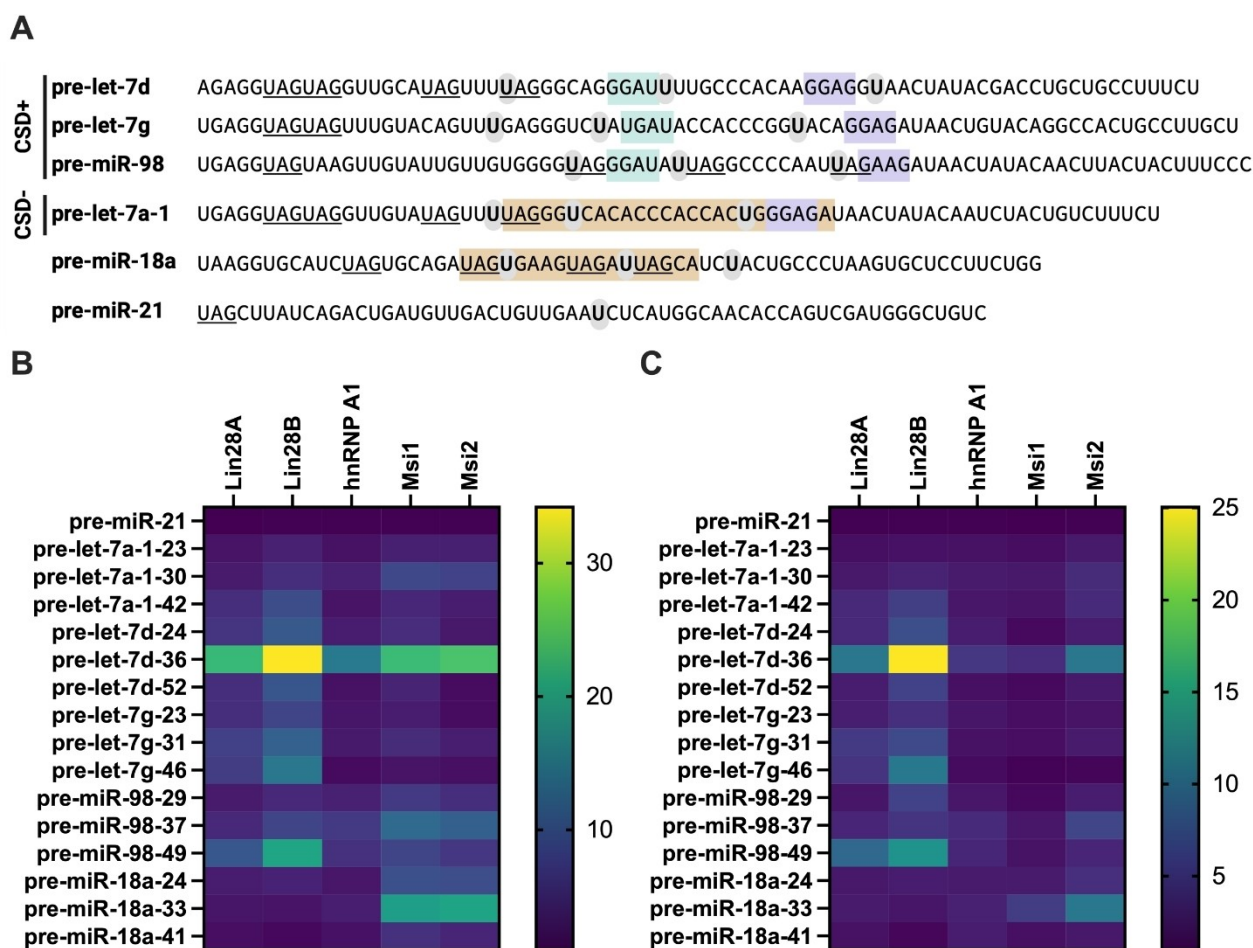 A
CSD+
pre-let-7d AGAGGUAGUAGGUUGCAUAGUUUUAGGGCAGGGAUUUUGCCCACAAGGAGGUAACUAUACGACCUGCUGCCUUUCU
pre-let-7g UGAGGUAGUAGUUUGUACAGUUUGAGGGUCUAUGAUACCACCCGGUACAGGAGAUAACUGUACAGGCCACUGCCUUGCU
pre-miR-98 UGAGGUAGUAAGUUGUAUUGUUGUGGGGUAGGGAUAUUAGGCCCCAAUUAGAAGAUAACUAUACAACUUACUACUUUCCC
CSD-
pre-let-7a-1 UGAGGUAGUAGGUUGUAUAGUUUUAGGGUCACACCCACCACUGGGAGAUAACUAUACAAUCUACUGUCUUUCU
pre-miR-18a UAAGGUGCAUCUAGUGCAGAUAGUGAAGUAGAUUAGCAUCUACUGCCCUAAGUGCUCCUUCUGG
pre-miR-21 UAGCUUAUCAGACUGAUGUUGACUGUUGAAUCUCAUGGCAACACCAGUCGAUGGGCUGUC
B
Lin28A
Lin28B
hnRNP A1
Msi1
Msi2
pre-miR-21
pre-let-7a-1-23
pre-let-7a-1-30
pre-let-7a-1-42
pre-let-7d-24
pre-let-7d-36
pre-let-7d-52
pre-let-7g-23
pre-let-7g-31
pre-let-7g-46
pre-miR-98-29
pre-miR-98-37
pre-miR-98-49
pre-miR-18a-24
pre-miR-18a-33
pre-miR-18a-41
30
20
10
C
Lin28A
Lin28B
hnRNP A1
Msi1
Msi2
pre-miR-21
pre-let-7a-1-23
pre-let-7a-1-30
pre-let-7a-1-42
pre-let-7d-24
pre-let-7d-36
pre-let-7d-52
pre-let-7g-23
pre-let-7g-31
pre-let-7g-46
pre-miR-98-29
pre-miR-98-37
pre-miR-98-49
pre-miR-18a-24
pre-miR-18a-33
pre-miR-18a-41
25
20
15
10
5